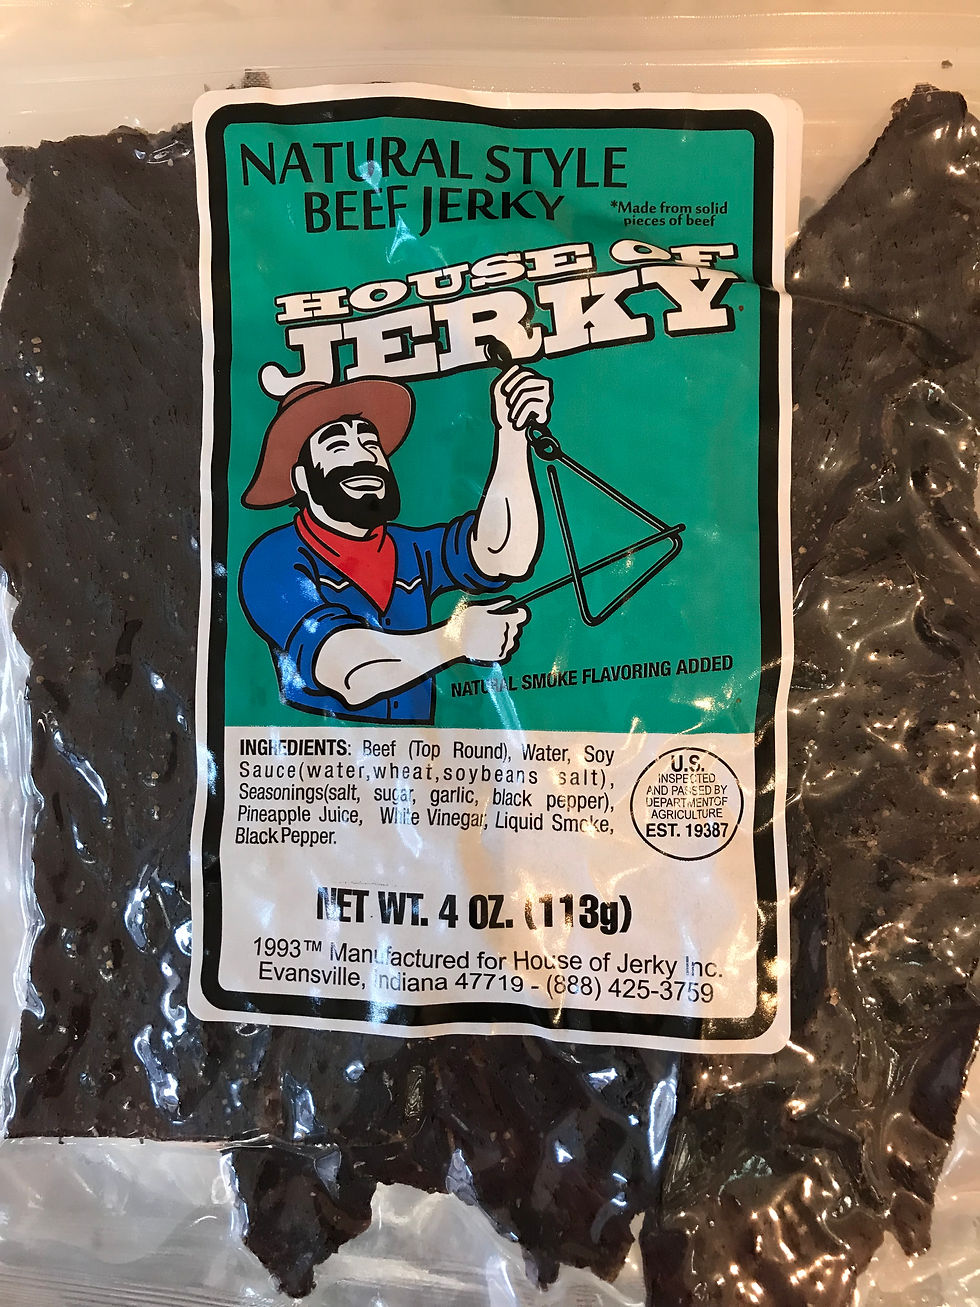 NATURAL STYLE
BEEF JERKY
*Made from solid
pieces of beef
HOUSE OF
JERKY
NATURAL SMOKE FLAVORING ADDED
INGREDIENTS: Beef (Top Round), Water, Soy
Sauce(water,wheat,soybeans salt),
Seasonings(salt, sugar, garlic, black pepper),
Pineapple Juice, White Vinegar, Liquid Smoke,
Black Pepper.
U.S.
INSPECTED
AND PASSED BY
DEPARTMENTOF
AGRICULTURE
EST. 19387
NET WT. 4 OZ. (113g)
1993™ Manufactured for House of Jerky Inc.
Evansville, Indiana 47719 - (888) 425-3759